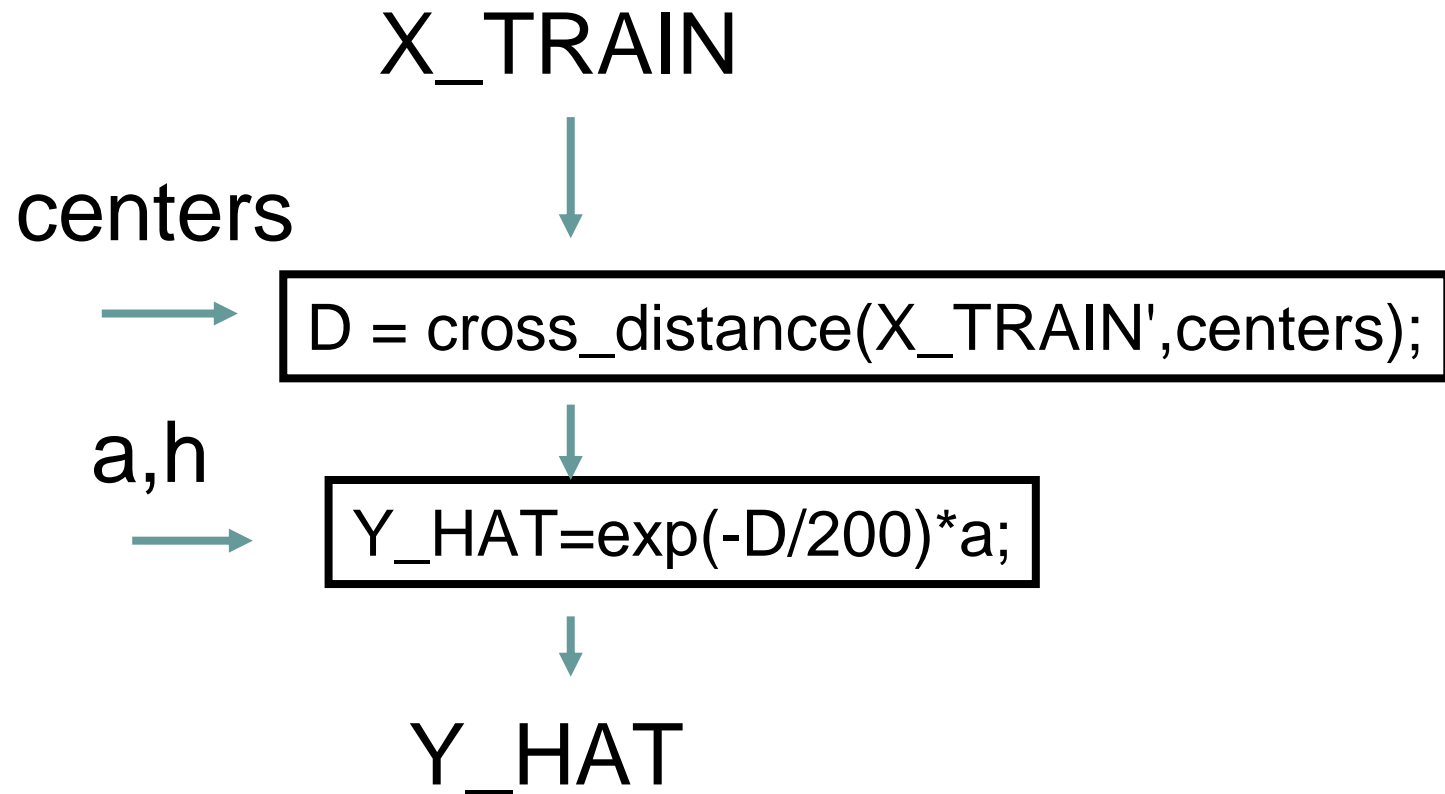 X_TRAIN
centers
D = cross_distance(X_TRAIN',centers);
a,h
Y_HAT=exp(-D/200)*a;
Y_HAT